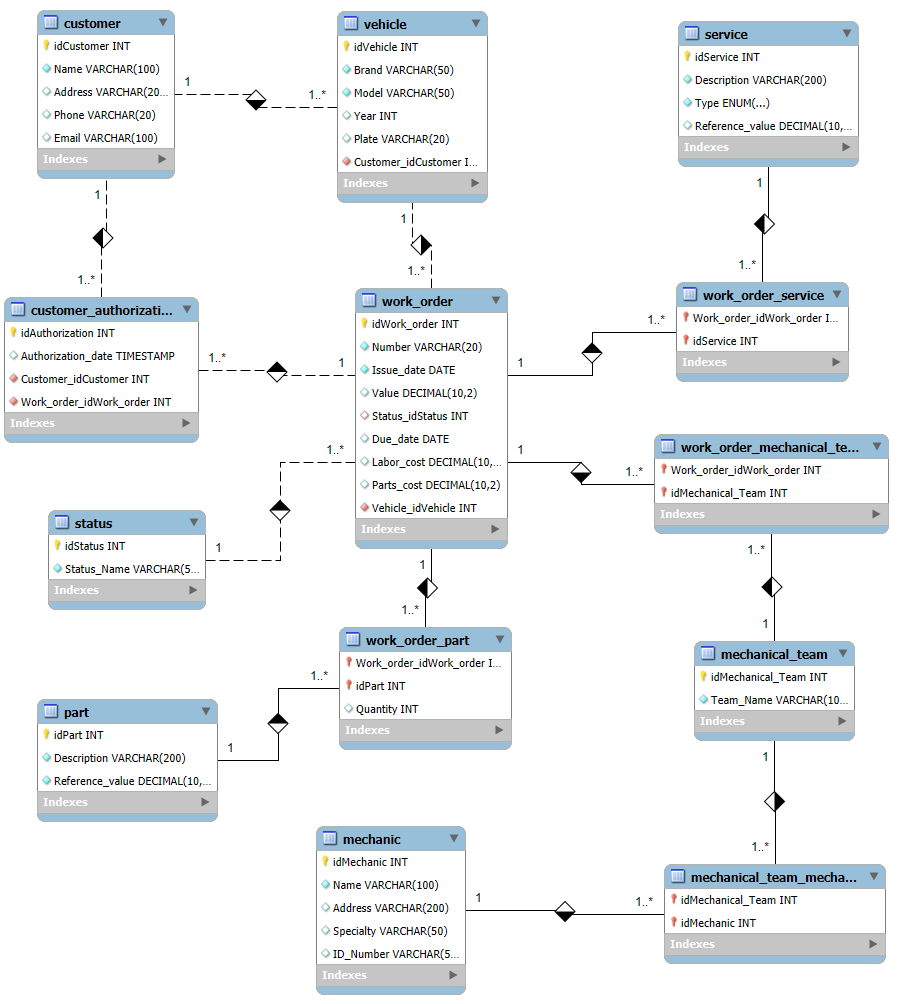 customer
idCustomer INT
Name VARCHAR(100)
Address VARCHAR(20...
Phone VARCHAR(20)
Email VARCHAR(100)
Indexes
1
1..*
vehicle
idVehicle INT
Brand VARCHAR(50)
Model VARCHAR(50)
Year INT
Plate VARCHAR(20)
Customer_idCustomer I...
Indexes
service
idService INT
Description VARCHAR(200)
Type ENUM(...)
Reference_value DECIMAL(10,...
Indexes
1
1..*
1
1..*
1
1..*
customer_authorizati...
idAuthorization INT
Authorization_date TIMESTAMP
Customer_idCustomer INT
Work_order_idWork_order INT
Indexes
1..*
1
work_order
idWork_order INT
Number VARCHAR(20)
Issue_date DATE
Value DECIMAL(10,2)
Status_idStatus INT
Due_date DATE
Labor_cost DECIMAL(10,...
Parts_cost DECIMAL(10,2)
Vehicle_idVehicle INT
Indexes
1
1..*
work_order_service
Work_order_idWork_order I...
idService INT
Indexes
1
1..*
work_order_mechanical_te...
Work_order_idWork_order INT
idMechanical_Team INT
Indexes
1..*
1
status
idStatus INT
Status_Name VARCHAR(5...
Indexes
1
1..*
1..*
1
work_order_part
Work_order_idWork_order I...
idPart INT
Quantity INT
Indexes
mechanical_team
idMechanical_Team INT
Team_Name VARCHAR(10...
Indexes
part
idPart INT
Description VARCHAR(200)
Reference_value DECIMAL(10,...
Indexes
1
1..*
1
1..*
mechanic
idMechanic INT
Name VARCHAR(100)
Address VARCHAR(200)
Specialty VARCHAR(50)
ID_Number VARCHAR(5...
Indexes
1
1..*
mechanical_team_mecha...
idMechanical_Team INT
idMechanic INT
Indexes